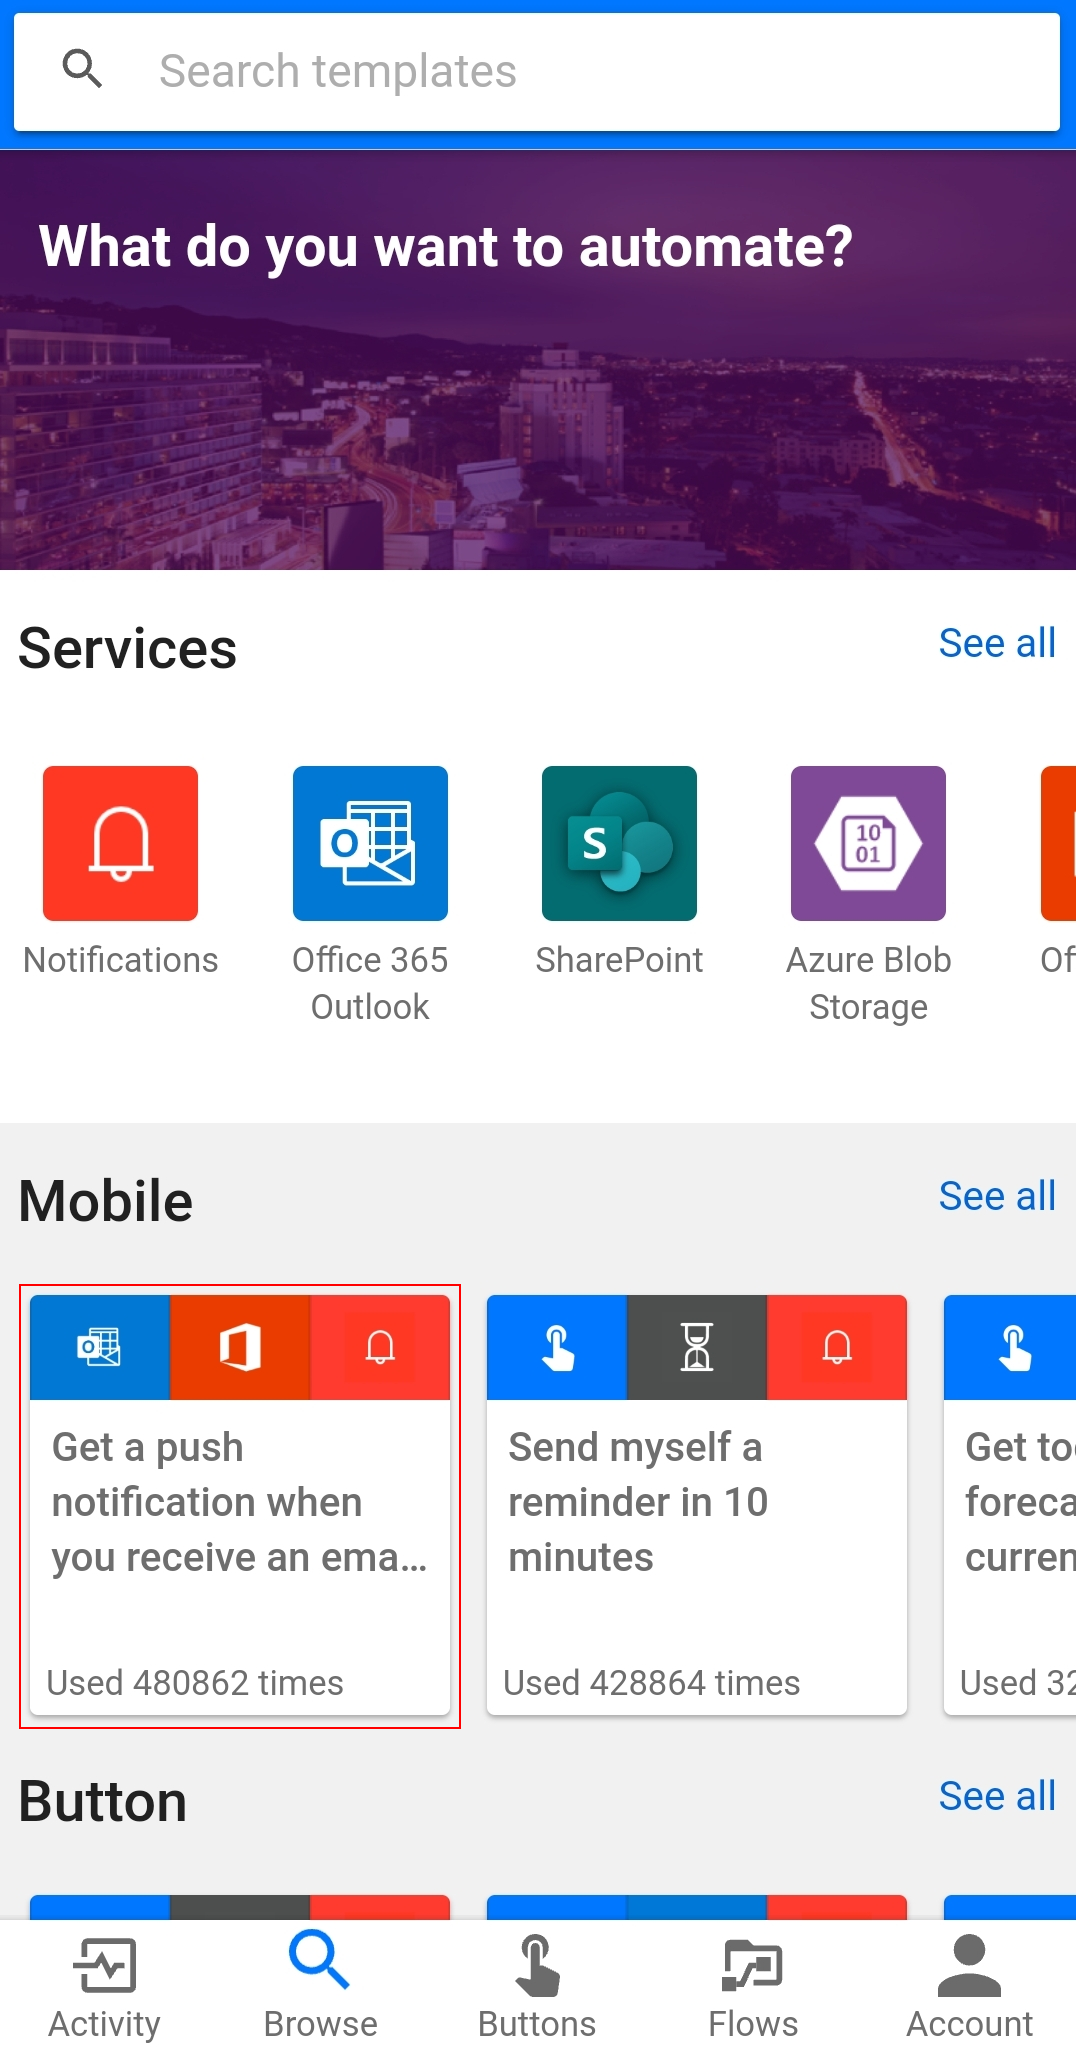 Search templates
What do you want to automate?
Services
See all
O
S
10
01
Notifications
Office 365
Outlook
SharePoint
Azure Blob
Storage
Of
Mobile
See all
O
Get a push
notification when
you receive an ema...
Used 480862 times
Send myself a
reminder in 10
minutes
Used 428864 times
Get to
foreca
curren
Used 32
Button
See all
Activity
Browse
Buttons
Flows
Account